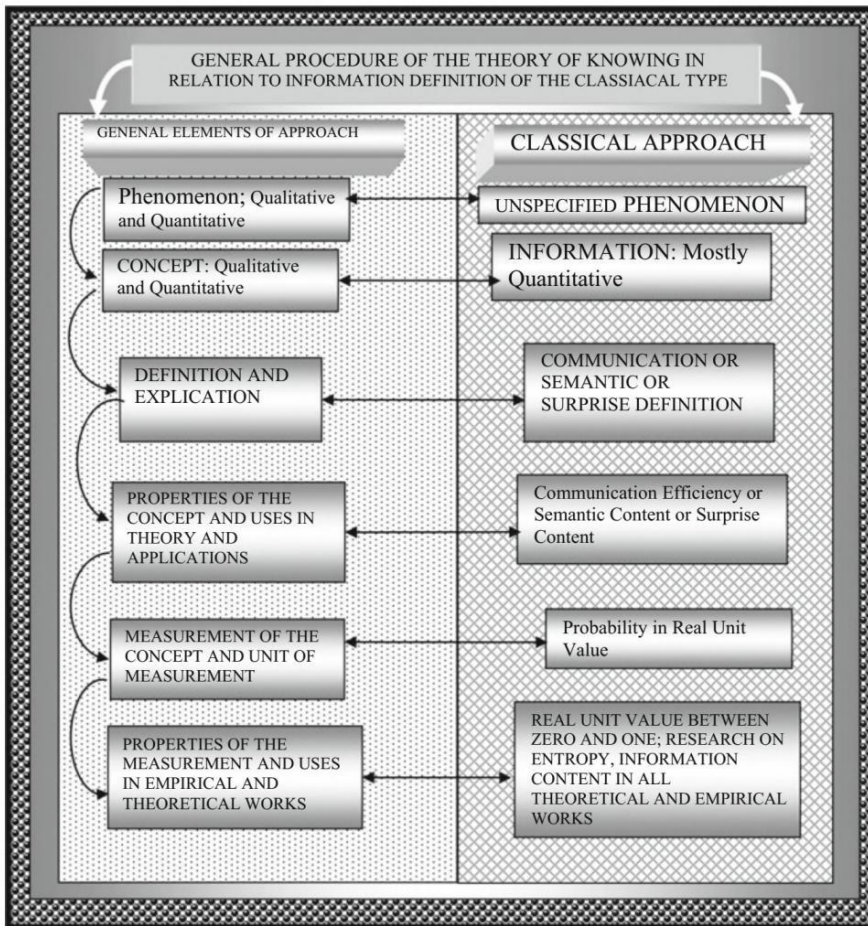 GENERAL PROCEDURE OF THE THEORY OF KNOWING IN
RELATION TO INFORMATION DEFINITION OF THE CLASSIACAL TYPE
GENENAL ELEMENTS OF APPROACH
CLASSICAL APPROACH
Phenomenon; Qualitative
and Quantitative
UNSPECIFIED PHENOMENON
CONCEPT: Qualitative
and Quantitative
INFORMATION: Mostly
Quantitative
DEFINITION AND
EXPLICATION
COMMUNICATION OR
SEMANTIC OR
SURPRISE DEFINITION
PROPERTIES OF THE
CONCEPT AND USES IN
THEORY AND
APPLICATIONS
Communication Efficiency or
Semantic Content or Surprise
Content
MEASUREMENT OF THE
CONCEPT AND UNIT OF
MEASUREMENT
Probability in Real Unit
Value
PROPERTIES OF THE
MEASUREMENT AND USES
IN EMPIRICAL AND
THEORETICAL WORKS
REAL UNIT VALUE BETWEEN
ZERO AND ONE; RESEARCH ON
ENTROPY, INFORMATION
CONTENT IN ALL
THEORETICAL AND EMPIRICAL
WORKS